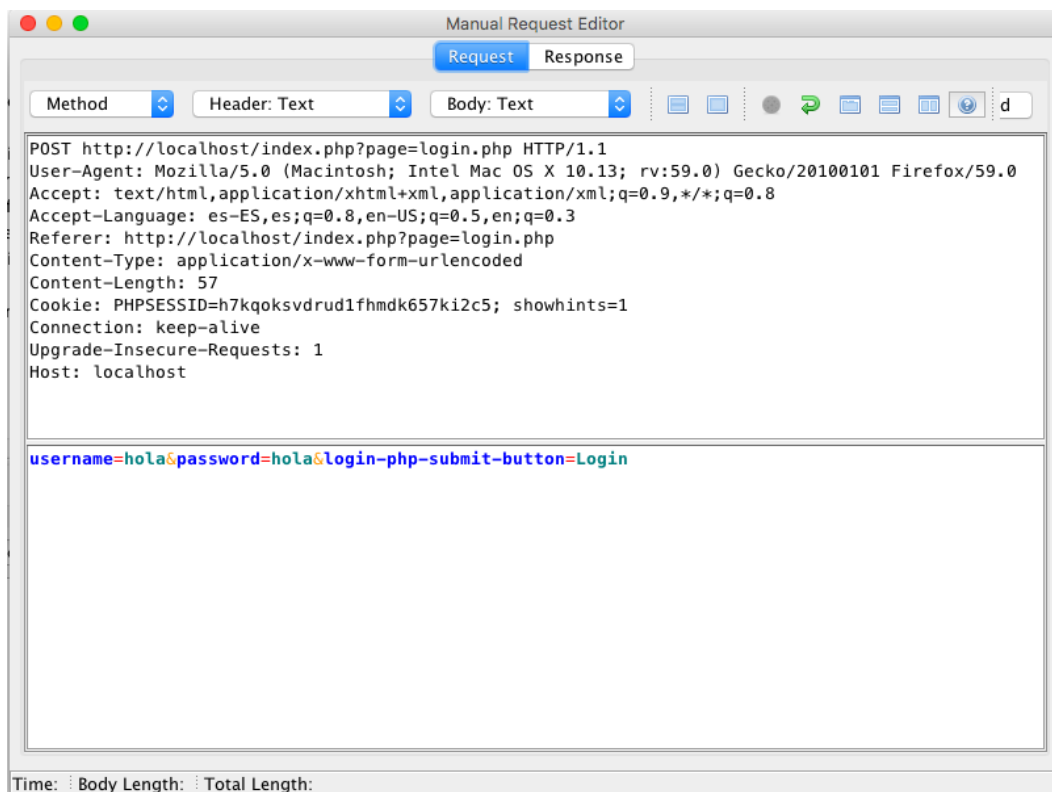 Manual Request Editor
Request Response
Method Header: Text Body: Text d
POST http://localhost/index.php?page=login.php HTTP/1.1
User-Agent: Mozilla/5.0 (Macintosh; Intel Mac OS X 10.13; rv:59.0) Gecko/20100101 Firefox/59.0
Accept: text/html,application/xhtml+xml,application/xml;q=0.9,*/*;q=0.8
Accept-Language: es-ES,es;q=0.8,en-US;q=0.5,en;q=0.3
Referer: http://localhost/index.php?page=login.php
Content-Type: application/x-www-form-urlencoded
Content-Length: 57
Cookie: PHPSESSID=h7kqoksvdrud1fhmdk657ki2c5; showhints=1
Connection: keep-alive
Upgrade-Insecure-Requests: 1
Host: localhost
username=hola&password=hola&login-php-submit-button=Login
Time: Body Length: Total Length: